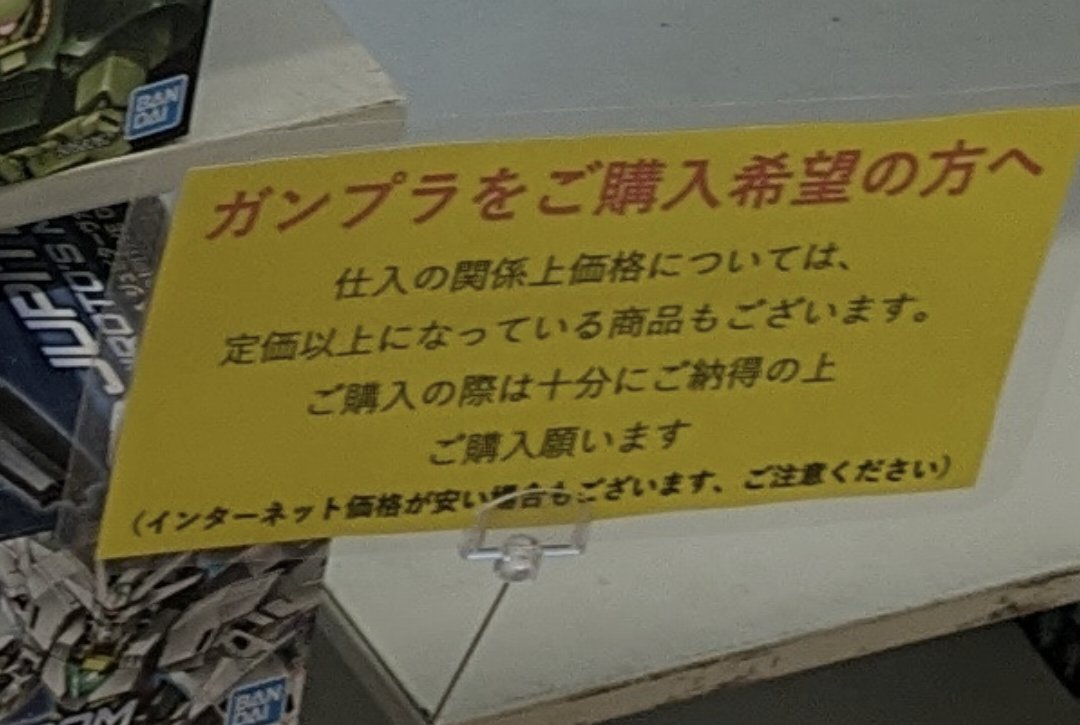 BAN
DAI
ガンプラをご購入希望の方へ
仕入の関係上価格については、
定価以上になっている商品もございます。
ご購入の際は十分にご納得の上
ご購入願います
(インターネット価格が安い場合もございます、ご注意ください)
BAN
DAI